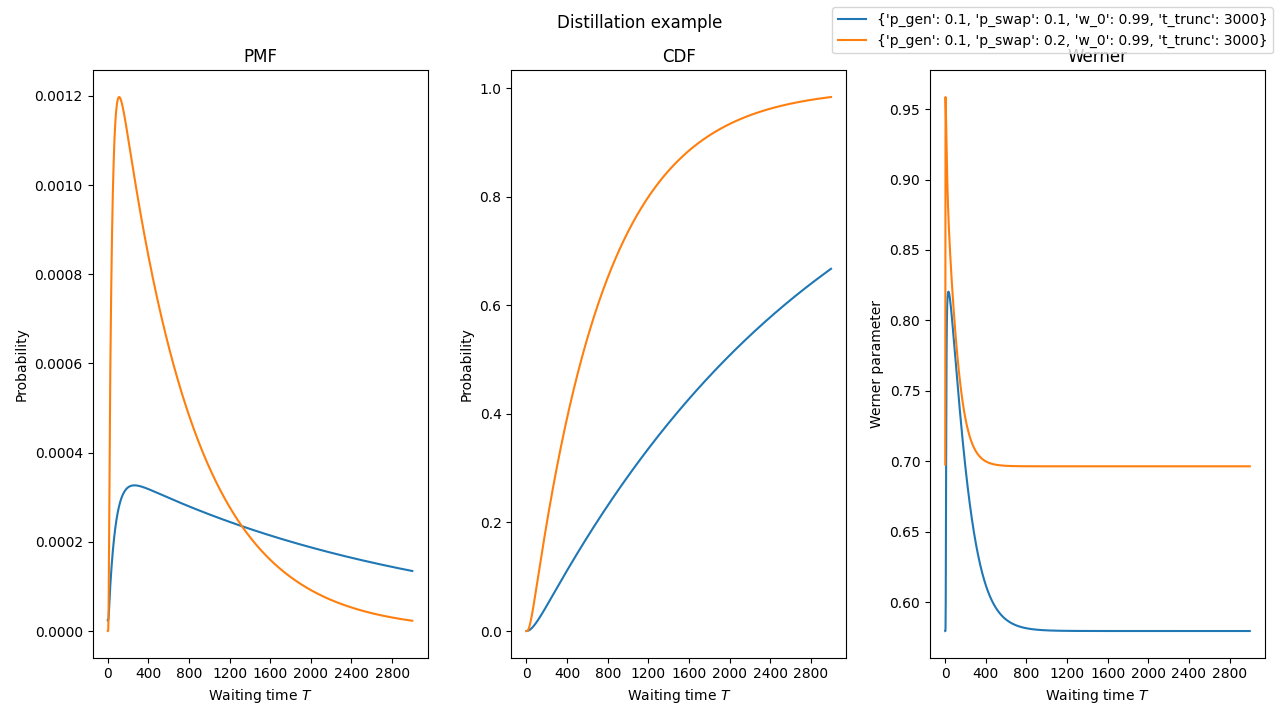 Distillation example
{'p_gen': 0.1, 'p_swap': 0.1, 'w_0': 0.99, 't_trunc': 3000}
{'p_gen': 0.1, 'p_swap': 0.2, 'w_0': 0.99, 't_trunc': 3000}
PMF
Probability
0.0012
0.0010
0.0008
0.0006
0.0004
0.0002
0.0000
0 400 800 1200 1600 2000 2400 2800
Waiting time T
CDF
Probability
1.0
0.8
0.6
0.4
0.2
0.0
0 400 800 1200 1600 2000 2400 2800
Waiting time T
Werner
Werner parameter
0.95
0.90
0.85
0.80
0.75
0.70
0.65
0.60
0 400 800 1200 1600 2000 2400 2800
Waiting time T